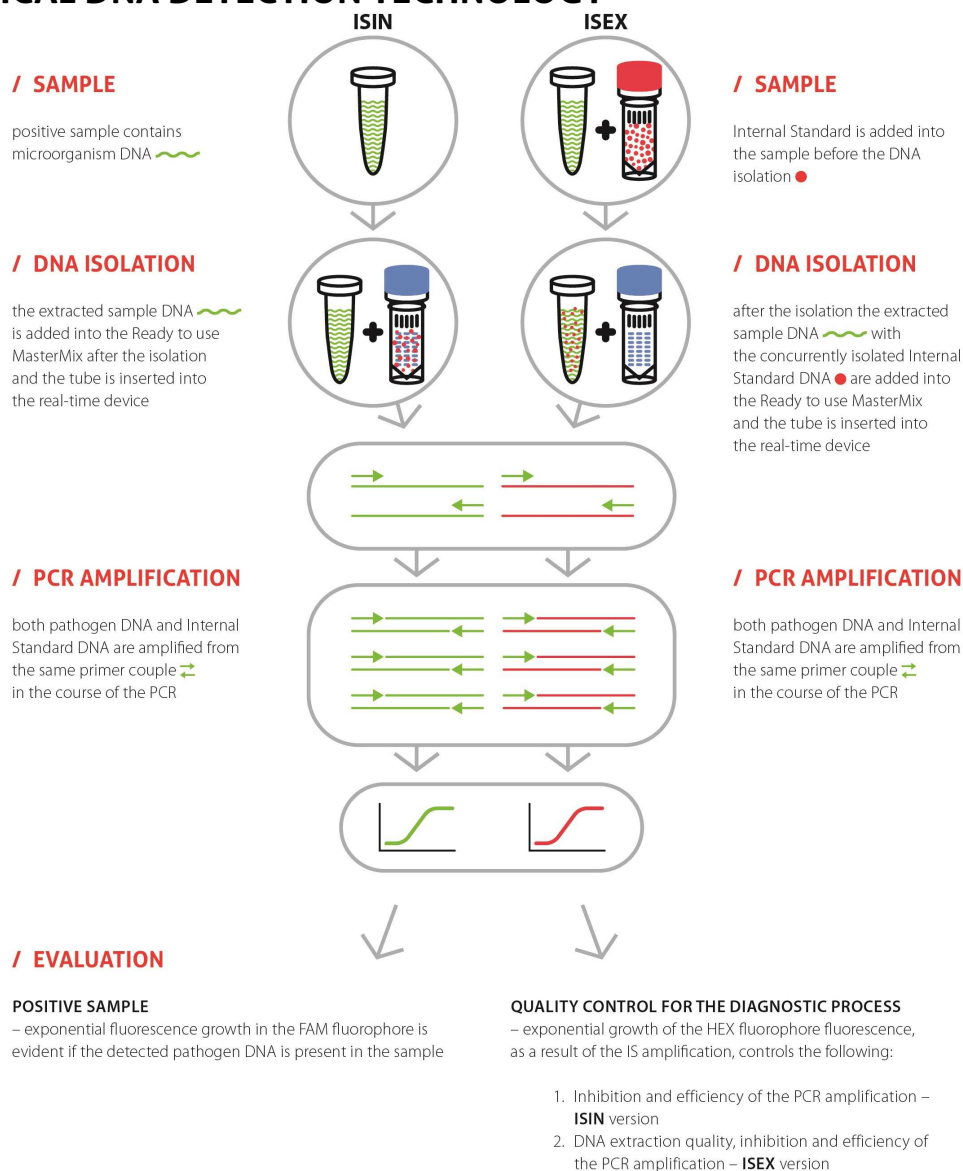 ISIN
ISEX
/ SAMPLE
positive sample contains
microorganism DNA
/ SAMPLE
Internal Standard is added into
the sample before the DNA
isolation
/ DNA ISOLATION
the extracted sample DNA
is added into the Ready to use
MasterMix after the isolation
and the tube is inserted into
the real-time device
/ DNA ISOLATION
after the isolation the extracted
sample DNA with
the concurrently isolated Internal
Standard DNA are added into
the Ready to use MasterMix
and the tube is inserted into
the real-time device
/ PCR AMPLIFICATION
both pathogen DNA and Internal
Standard DNA are amplified from
the same primer couple
in the course of the PCR
/ PCR AMPLIFICATION
both pathogen DNA and Internal
Standard DNA are amplified from
the same primer couple
in the course of the PCR
/ EVALUATION
POSITIVE SAMPLE
– exponential fluorescence growth in the FAM fluorophore is
evident if the detected pathogen DNA is present in the sample
QUALITY CONTROL FOR THE DIAGNOSTIC PROCESS
– exponential growth of the HEX fluorophore fluorescence,
as a result of the IS amplification, controls the following:
1. Inhibition and efficiency of the PCR amplification –
ISIN version
2. DNA extraction quality, inhibition and efficiency of
the PCR amplification – ISEX version